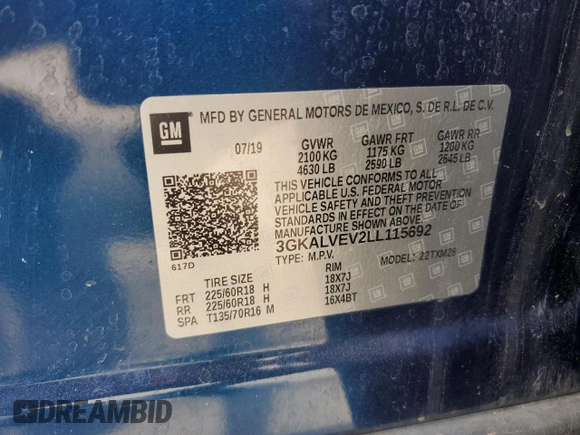 GM
MFD BY GENERAL MOTORS DE MEXICO, S. DE R.L. DE C.V.
07/19 GVWR GAWR FRT GAWR RR
2100 KG 1175 KG 1200 KG
4630 LB 2590 LB 2645 LB
THIS VEHICLE CONFORMS TO ALL
APPLICABLE U.S. FEDERAL MOTOR
VEHICLE SAFETY AND THEFT PREVENTION
STANDARDS IN EFFECT ON THE DATE OF
MANUFACTURE SHOWN ABOVE.
3GKALVEV2LL115692
TYPE: M.P.V. MODEL: 22TXM26
617D
TIRE SIZE RIM
FRT 225/60R18 H 18X7J
RR 225/60R18 H 18X7J
SPA T135/70R16 M 16X4BT
DREAMBID